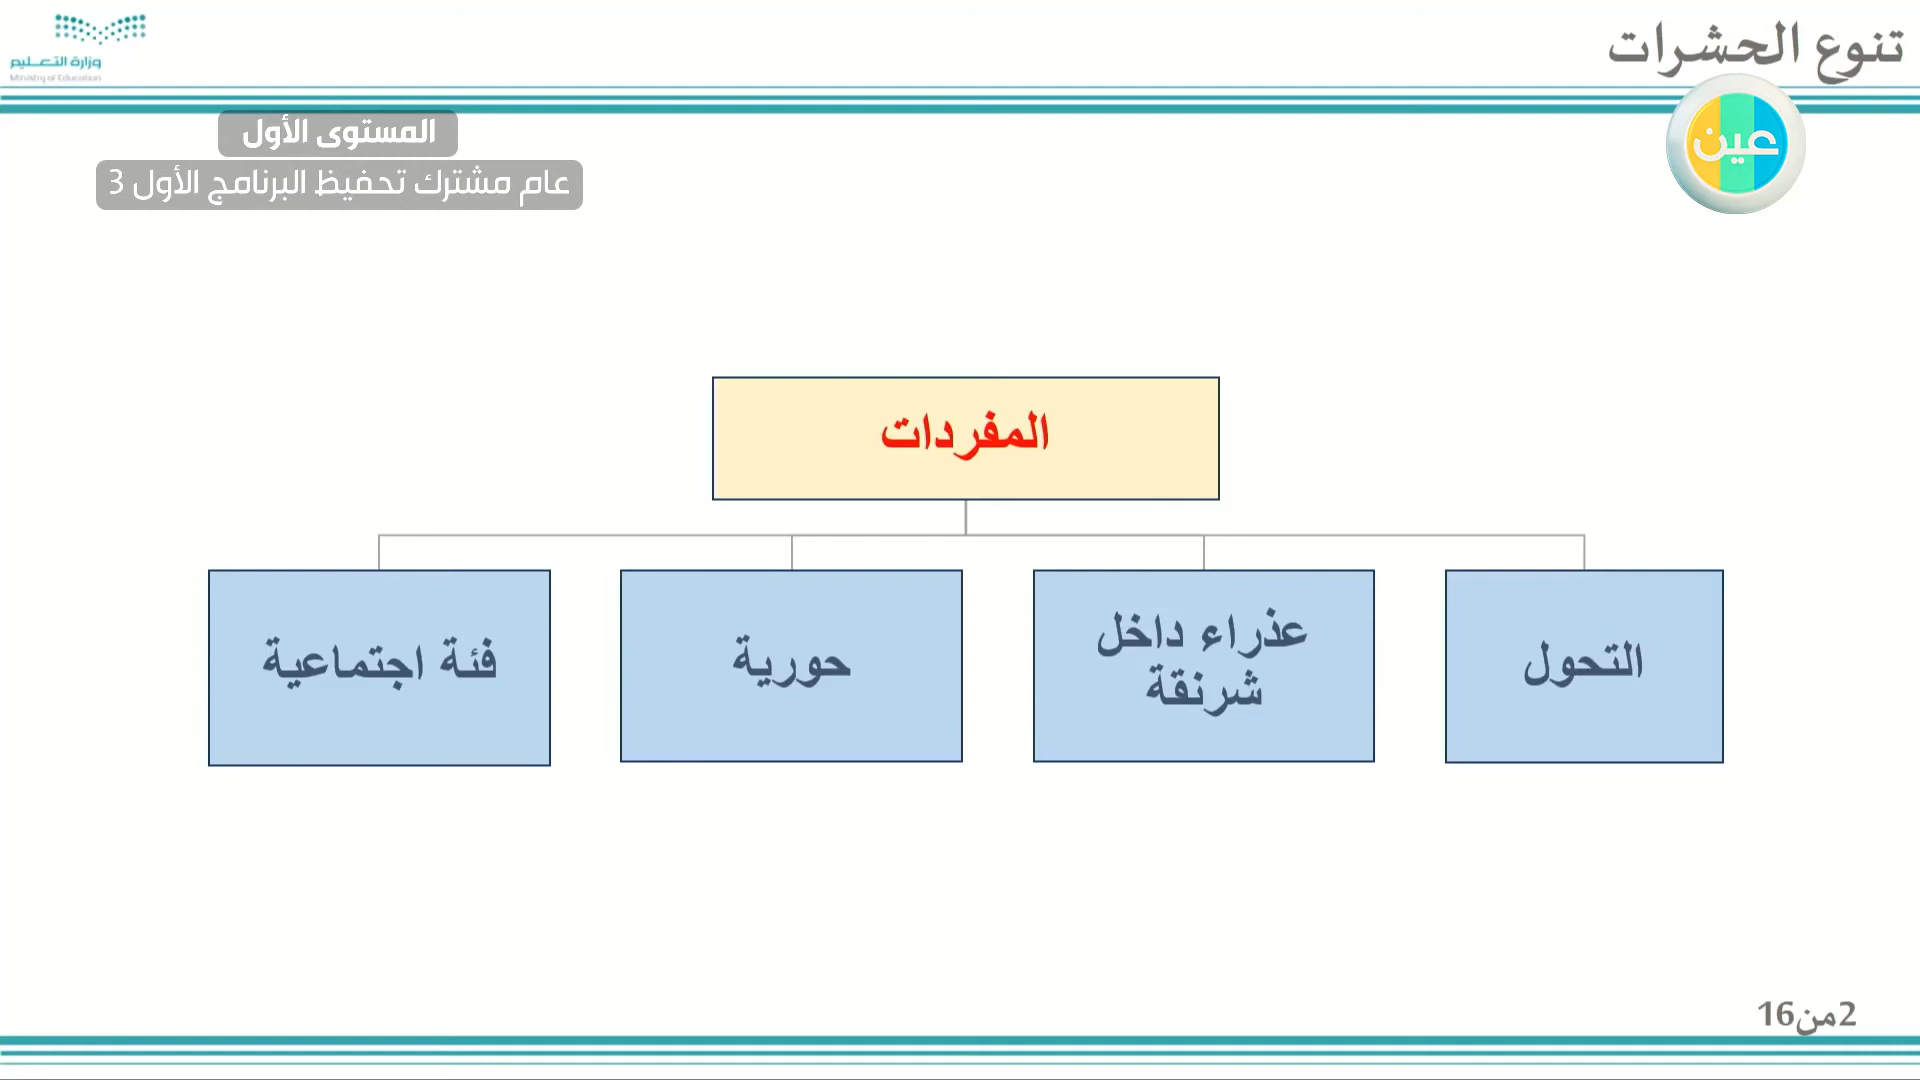 تنوع الحشرات
وزارة التعليم
Ministry of Education
عين
المستوى الأول
عام مشترك تحفيظ البرنامج الأول 3
المفردات
التحول
عذراء داخل
شرنقة
حورية
فئة اجتماعية
2من16